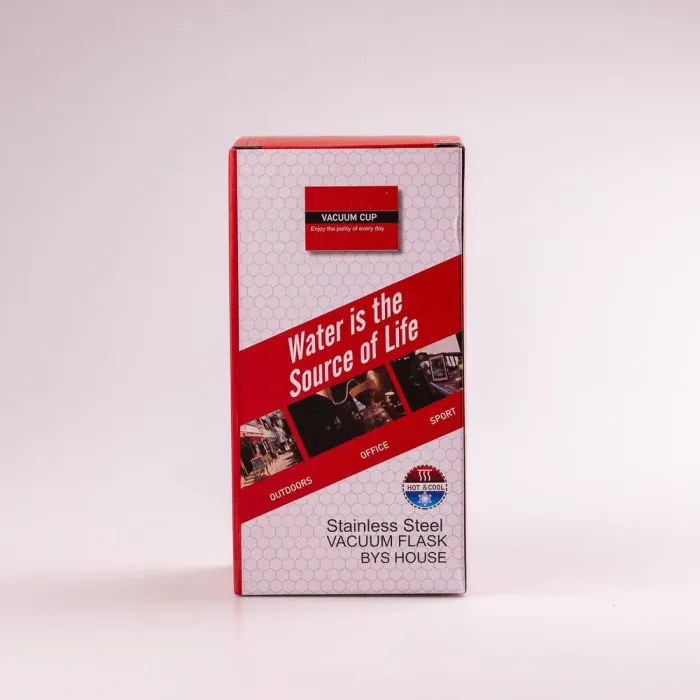 VACUUM CUP
Enjoy the purity of every day
Water is the
Source of Life
OUTDOORS
OFFICE
SPORT
HOT & COOL
Stainless Steel
VACUUM FLASK
BYS HOUSE